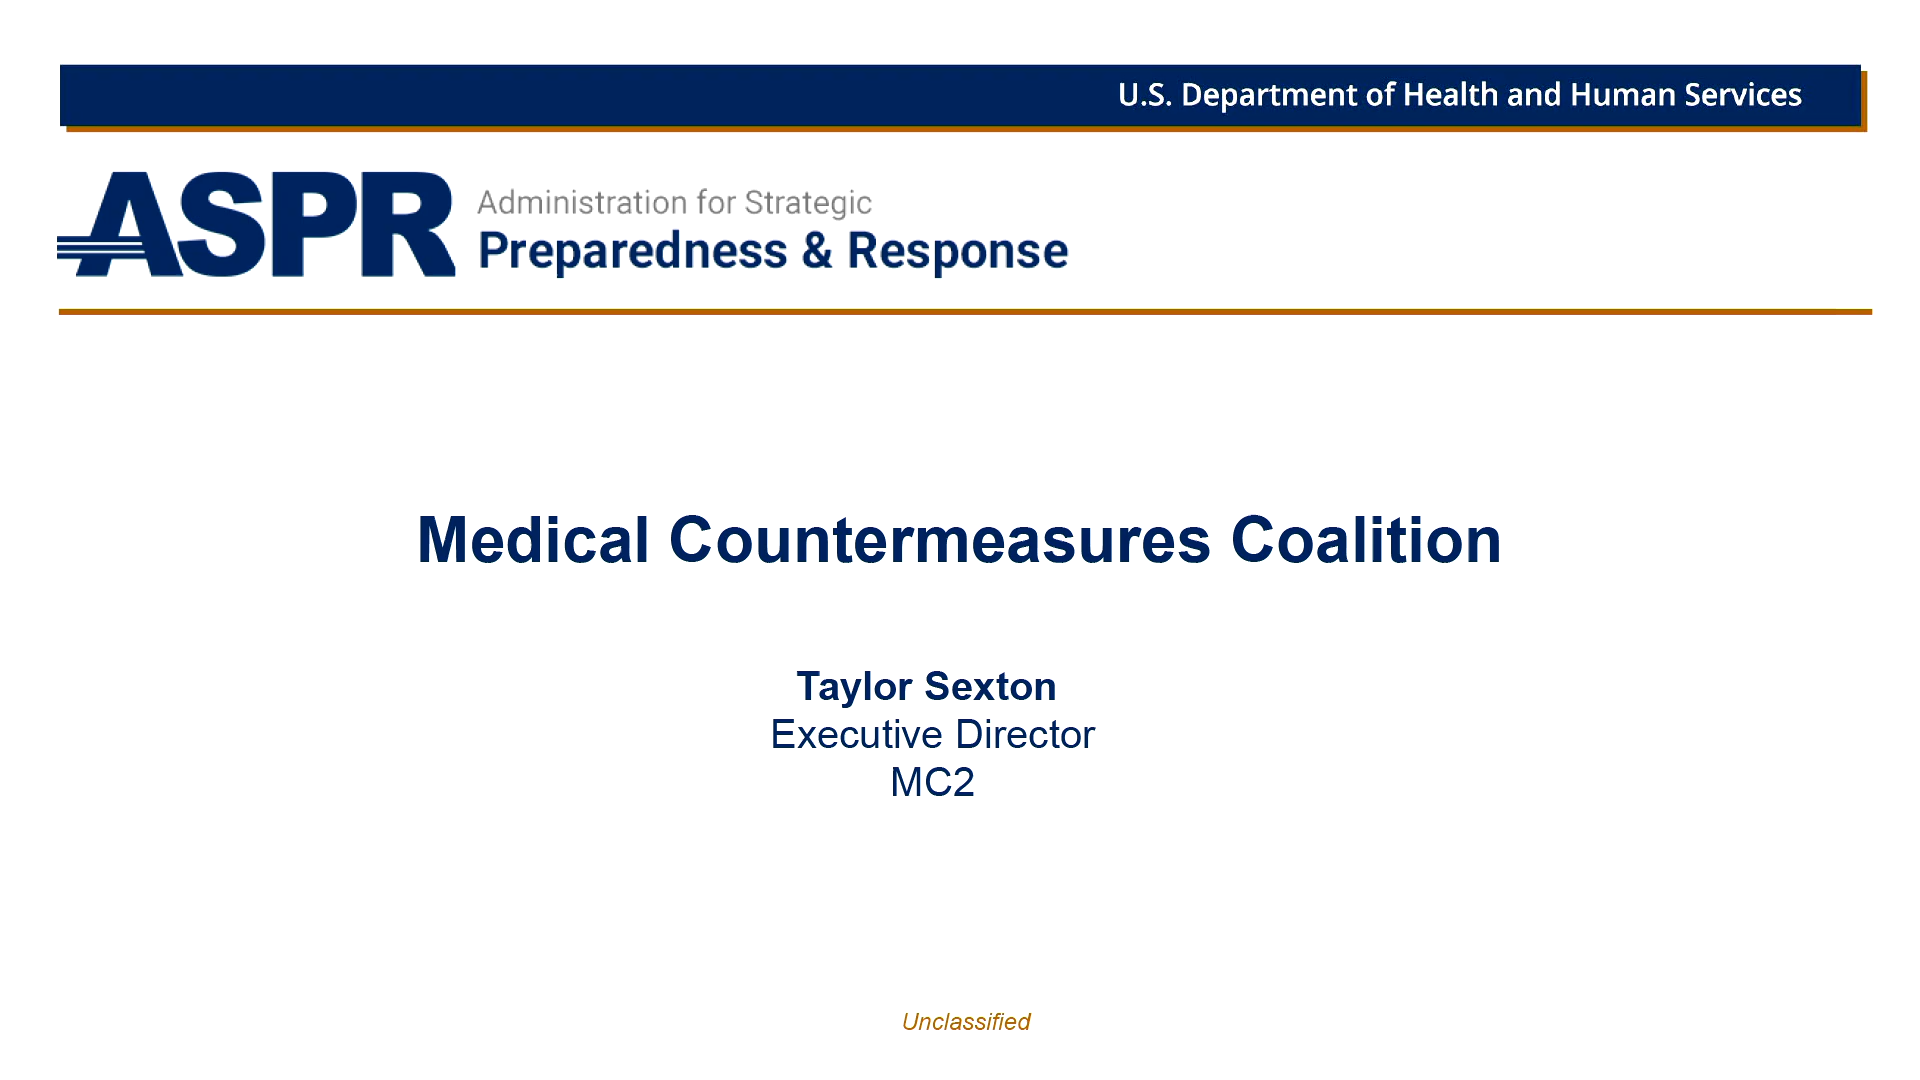 U.S. Department of Health and Human Services
ASPR
Administration for Strategic
Preparedness & Response
Medical Countermeasures Coalition
Taylor Sexton
Executive Director
MC2
Unclassified